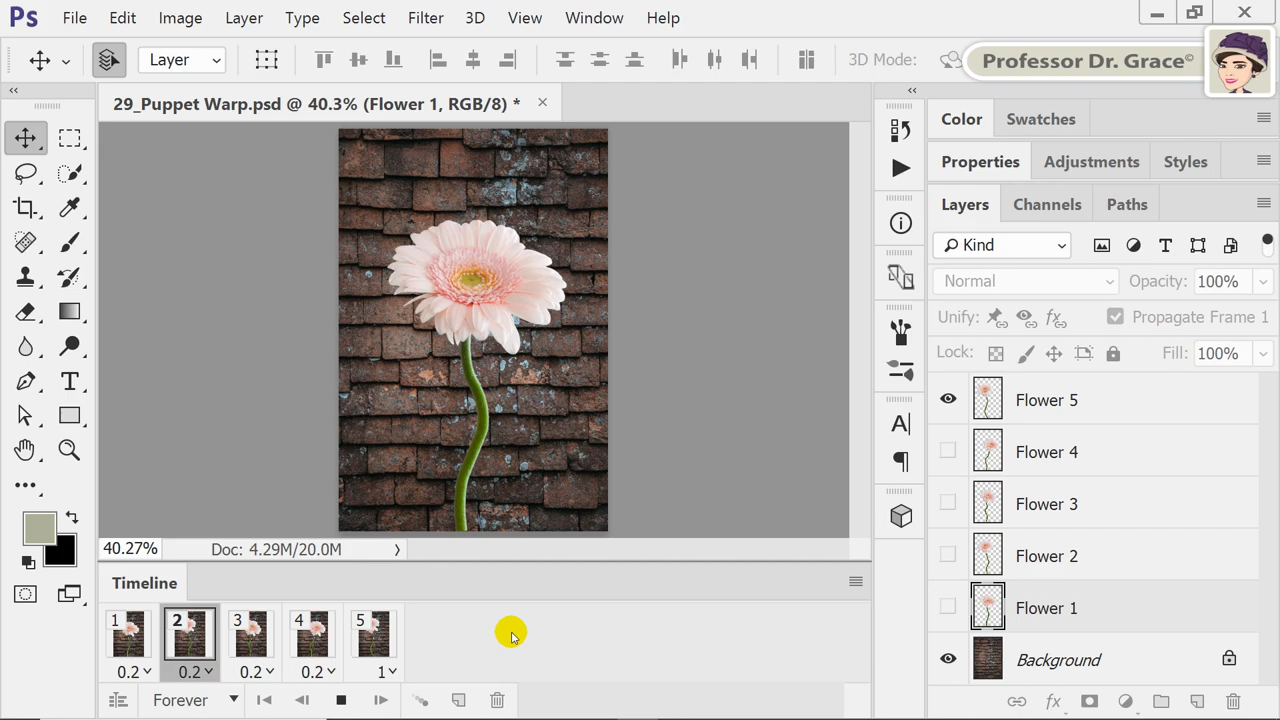 Ps File Edit Image Layer Type Select Filter 3D View Window Help
Layer 3D Mode: Professor Dr. Grace©
29_Puppet Warp.psd @ 40.3% (Flower 1, RGB/8) *
Color Swatches
Properties Adjustments Styles
Layers Channels Paths
Kind
Normal Opacity: 100%
Unify: Propagate Frame 1
Lock: Fill: 100%
Flower 5
Flower 4
Flower 3
Flower 2
Flower 1
Background
40.27% Doc: 4.29M/20.0M
Timeline
1 2 3 4 5
0.2 0.2 0.2 0.2 1
Forever